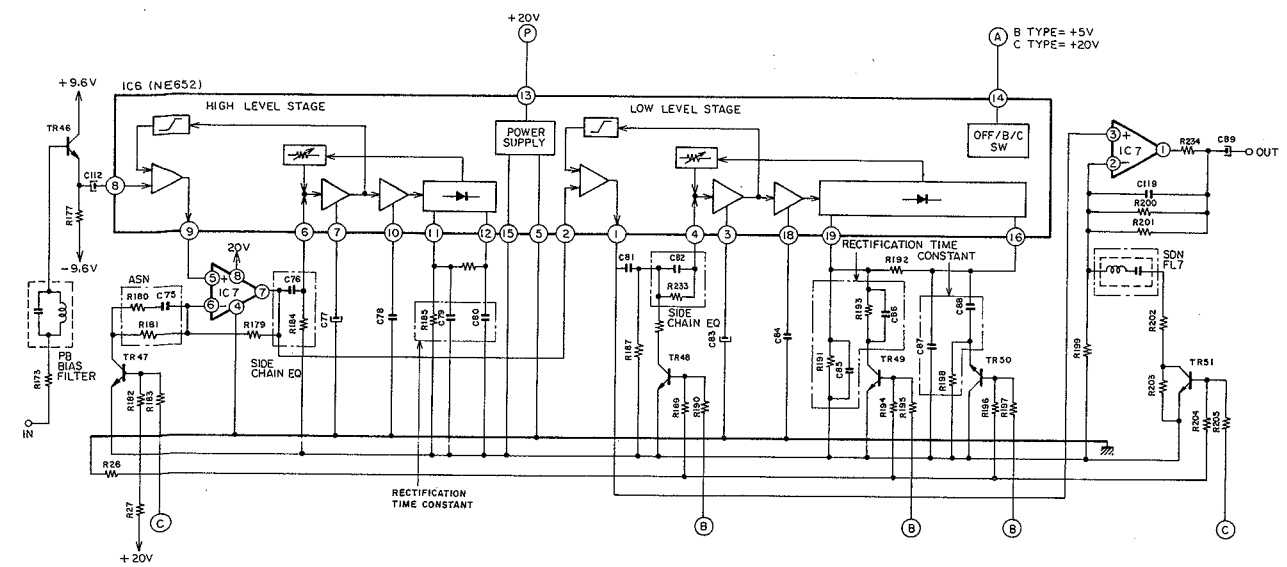 +20V
P
A
B TYPE= +5V
C TYPE= +20V
+9.6V
IC6 (NE652)
13
14
HIGH LEVEL STAGE
LOW LEVEL STAGE
TR46
POWER
SUPPLY
OFF/B/C
SW
3
+
IC7
2
−
1
R234
C89
OUT
C112
8
C119
R200
R201
R177
9
6
7
10
11
12
15
5
2
1
4
3
18
19
16
-9.6V
20V
RECTIFICATION TIME
CONSTANT
ASN
5
+
8
IC7
7
6
−
4
C76
C81
C82
R192
SDN
FL7
R180
C75
R233
R181
R179
R184
C77
C78
R185
C79
C80
SIDE
CHAIN EQ
R193
C86
C88
PB
BIAS
FILTER
SIDE
CHAIN EQ
R187
C83
C84
R191
C85
C87
R198
R199
R202
R173
TR47
TR48
TR49
TR50
TR51
R182
R183
R189
R190
R194
R195
R196
R197
R203
R204
R205
IN
R26
RECTIFICATION
TIME CONSTANT
R27
C
B
B
B
C
+20V